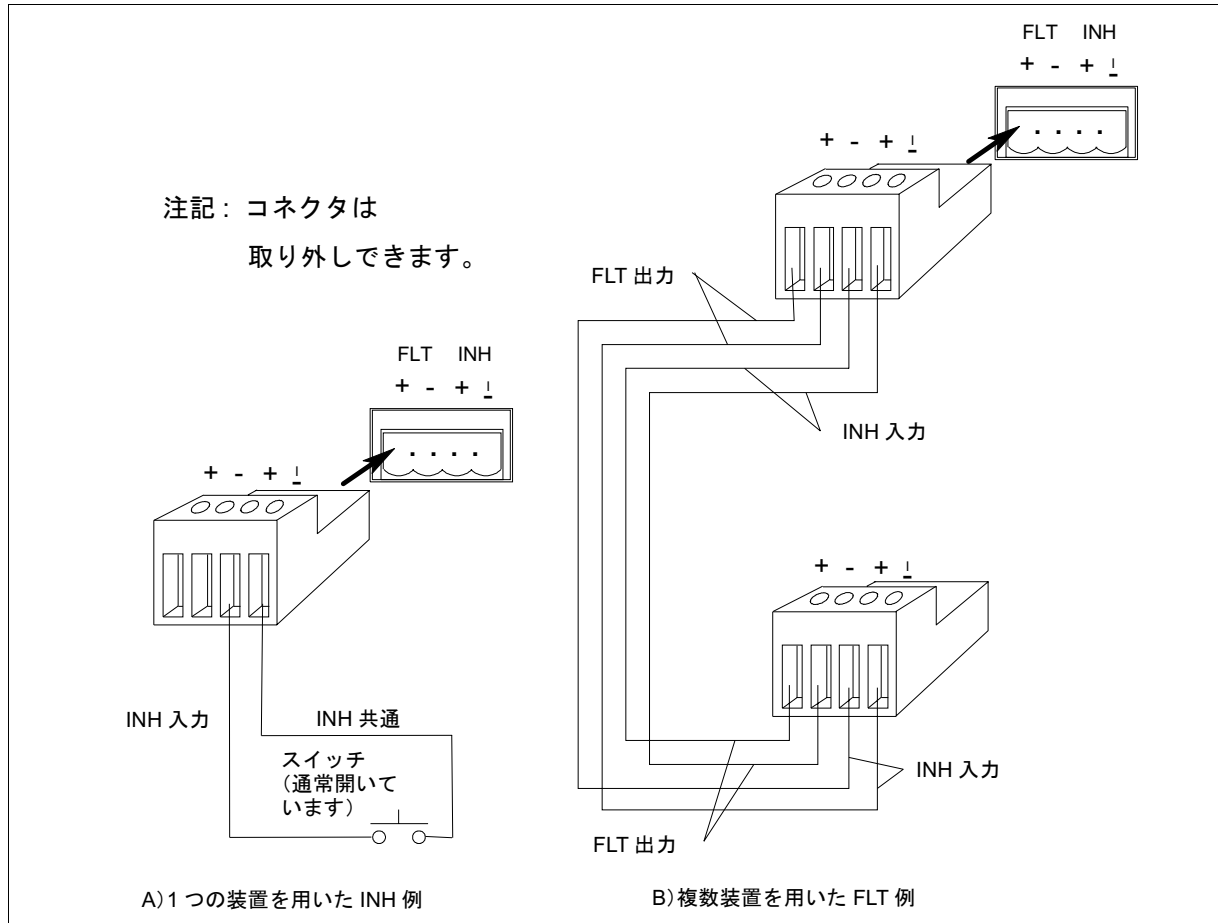 FLT INH
+ - + ⊥
+ - + ⊥
注記： コネクタは
取り外しできます。
FLT 出力
INH 入力
FLT INH
+ - + ⊥
+ - + ⊥
INH 入力
INH 共通
スイッチ
(通常開いて
います)
+ - + ⊥
INH 入力
FLT 出力
A)1 つの装置を用いた INH 例
B)複数装置を用いた FLT 例